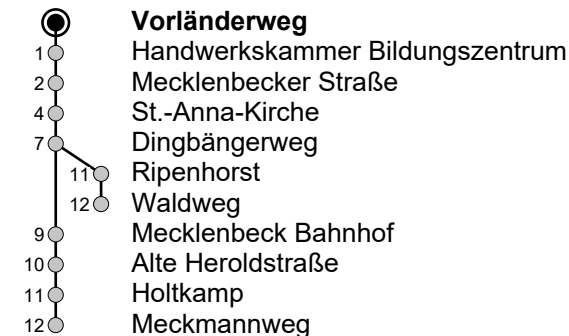 Vorländerweg
1 Handwerkskammer Bildungszentrum
2 Mecklenbecker Straße
4 St.-Anna-Kirche
7 Dingbängerweg
11 Ripenhorst
12 Waldweg
9 Mecklenbeck Bahnhof
10 Alte Heroldstraße
11 Holtkamp
12 Meckmannweg